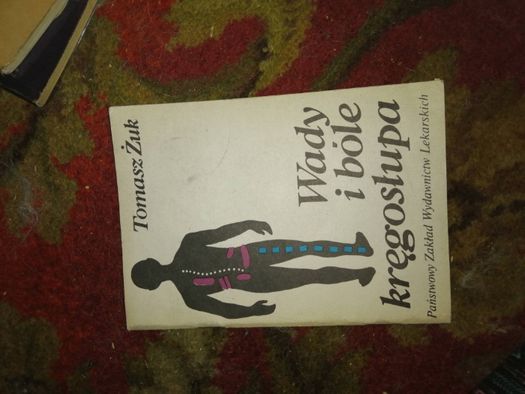 Tomasz Żuk
Wady
i bóle
kręgosłupa
Państwowy Zakład Wydawnictw Lekarskich